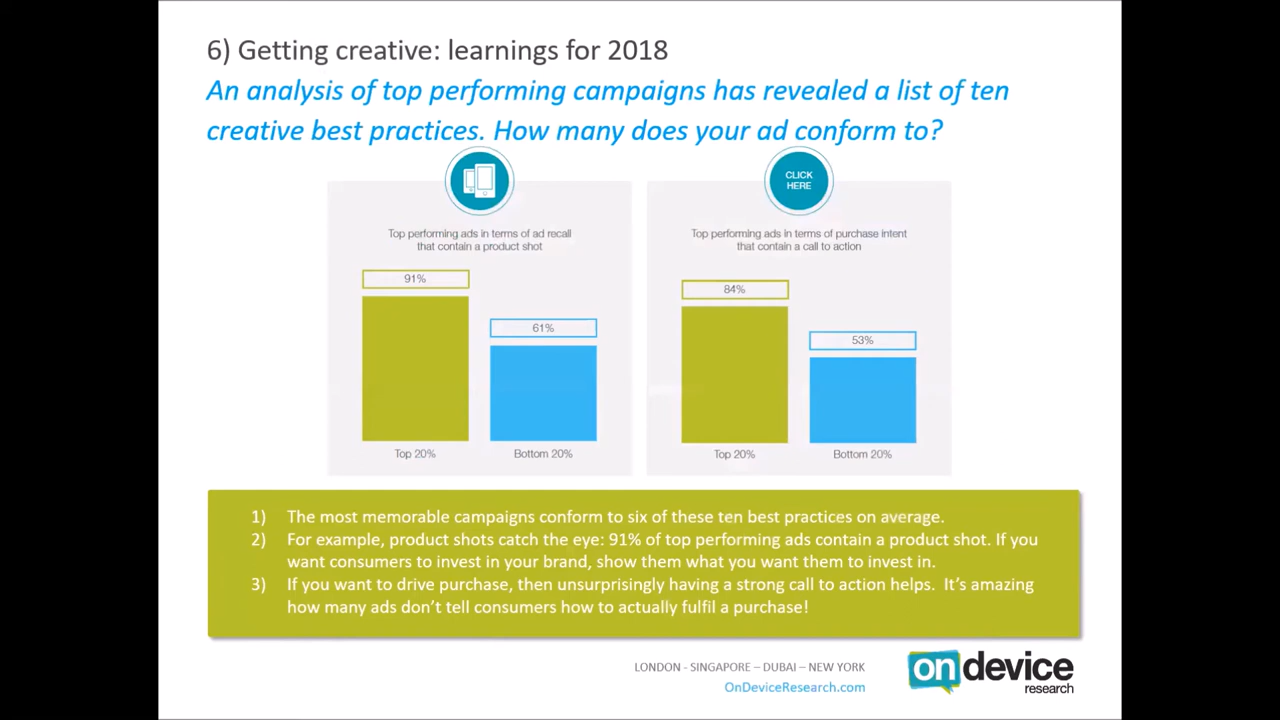 6) Getting creative: learnings for 2018
An analysis of top performing campaigns has revealed a list of ten
creative best practices. How many does your ad conform to?
CLICK
HERE
Top performing ads in terms of ad recall
that contain a product shot
91%
61%
Top 20%
Bottom 20%
Top performing ads in terms of purchase intent
that contain a call to action
84%
53%
Top 20%
Bottom 20%
1) The most memorable campaigns conform to six of these ten best practices on average.
2) For example, product shots catch the eye: 91% of top performing ads contain a product shot. If you
want consumers to invest in your brand, show them what you want them to invest in.
3) If you want to drive purchase, then unsurprisingly having a strong call to action helps. It's amazing
how many ads don't tell consumers how to actually fulfil a purchase!
LONDON - SINGAPORE – DUBAI – NEW YORK
OnDeviceResearch.com
on device
research